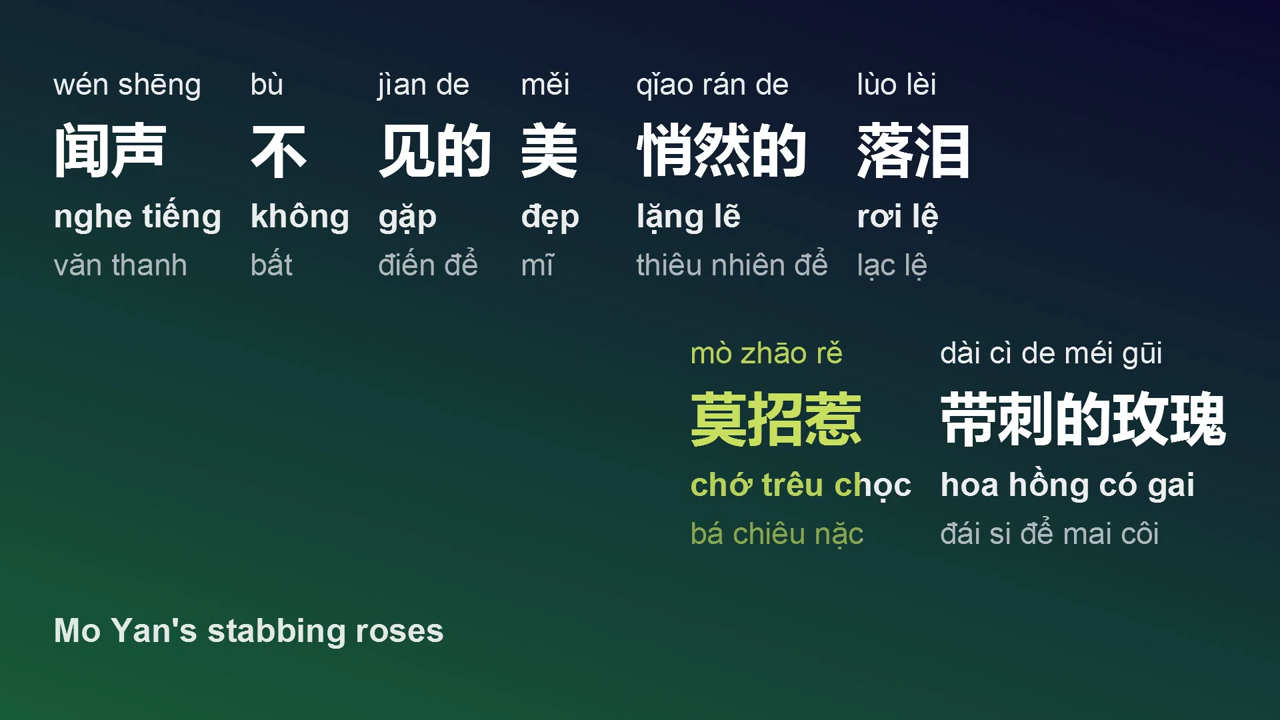 wén shēng bù jìan de měi qǐao rán de lùo lèi
闻声 不 见的 美 悄然的 落泪
nghe tiếng không gặp đẹp lặng lẽ rơi lệ
văn thanh bất điến để mĩ thiêu nhiên để lạc lệ
mò zhāo rě dài cì de méi gūi
莫招惹 带刺的玫瑰
chớ trêu chọc hoa hồng có gai
bá chiêu nặc đái si để mai côi
Mo Yan's stabbing roses